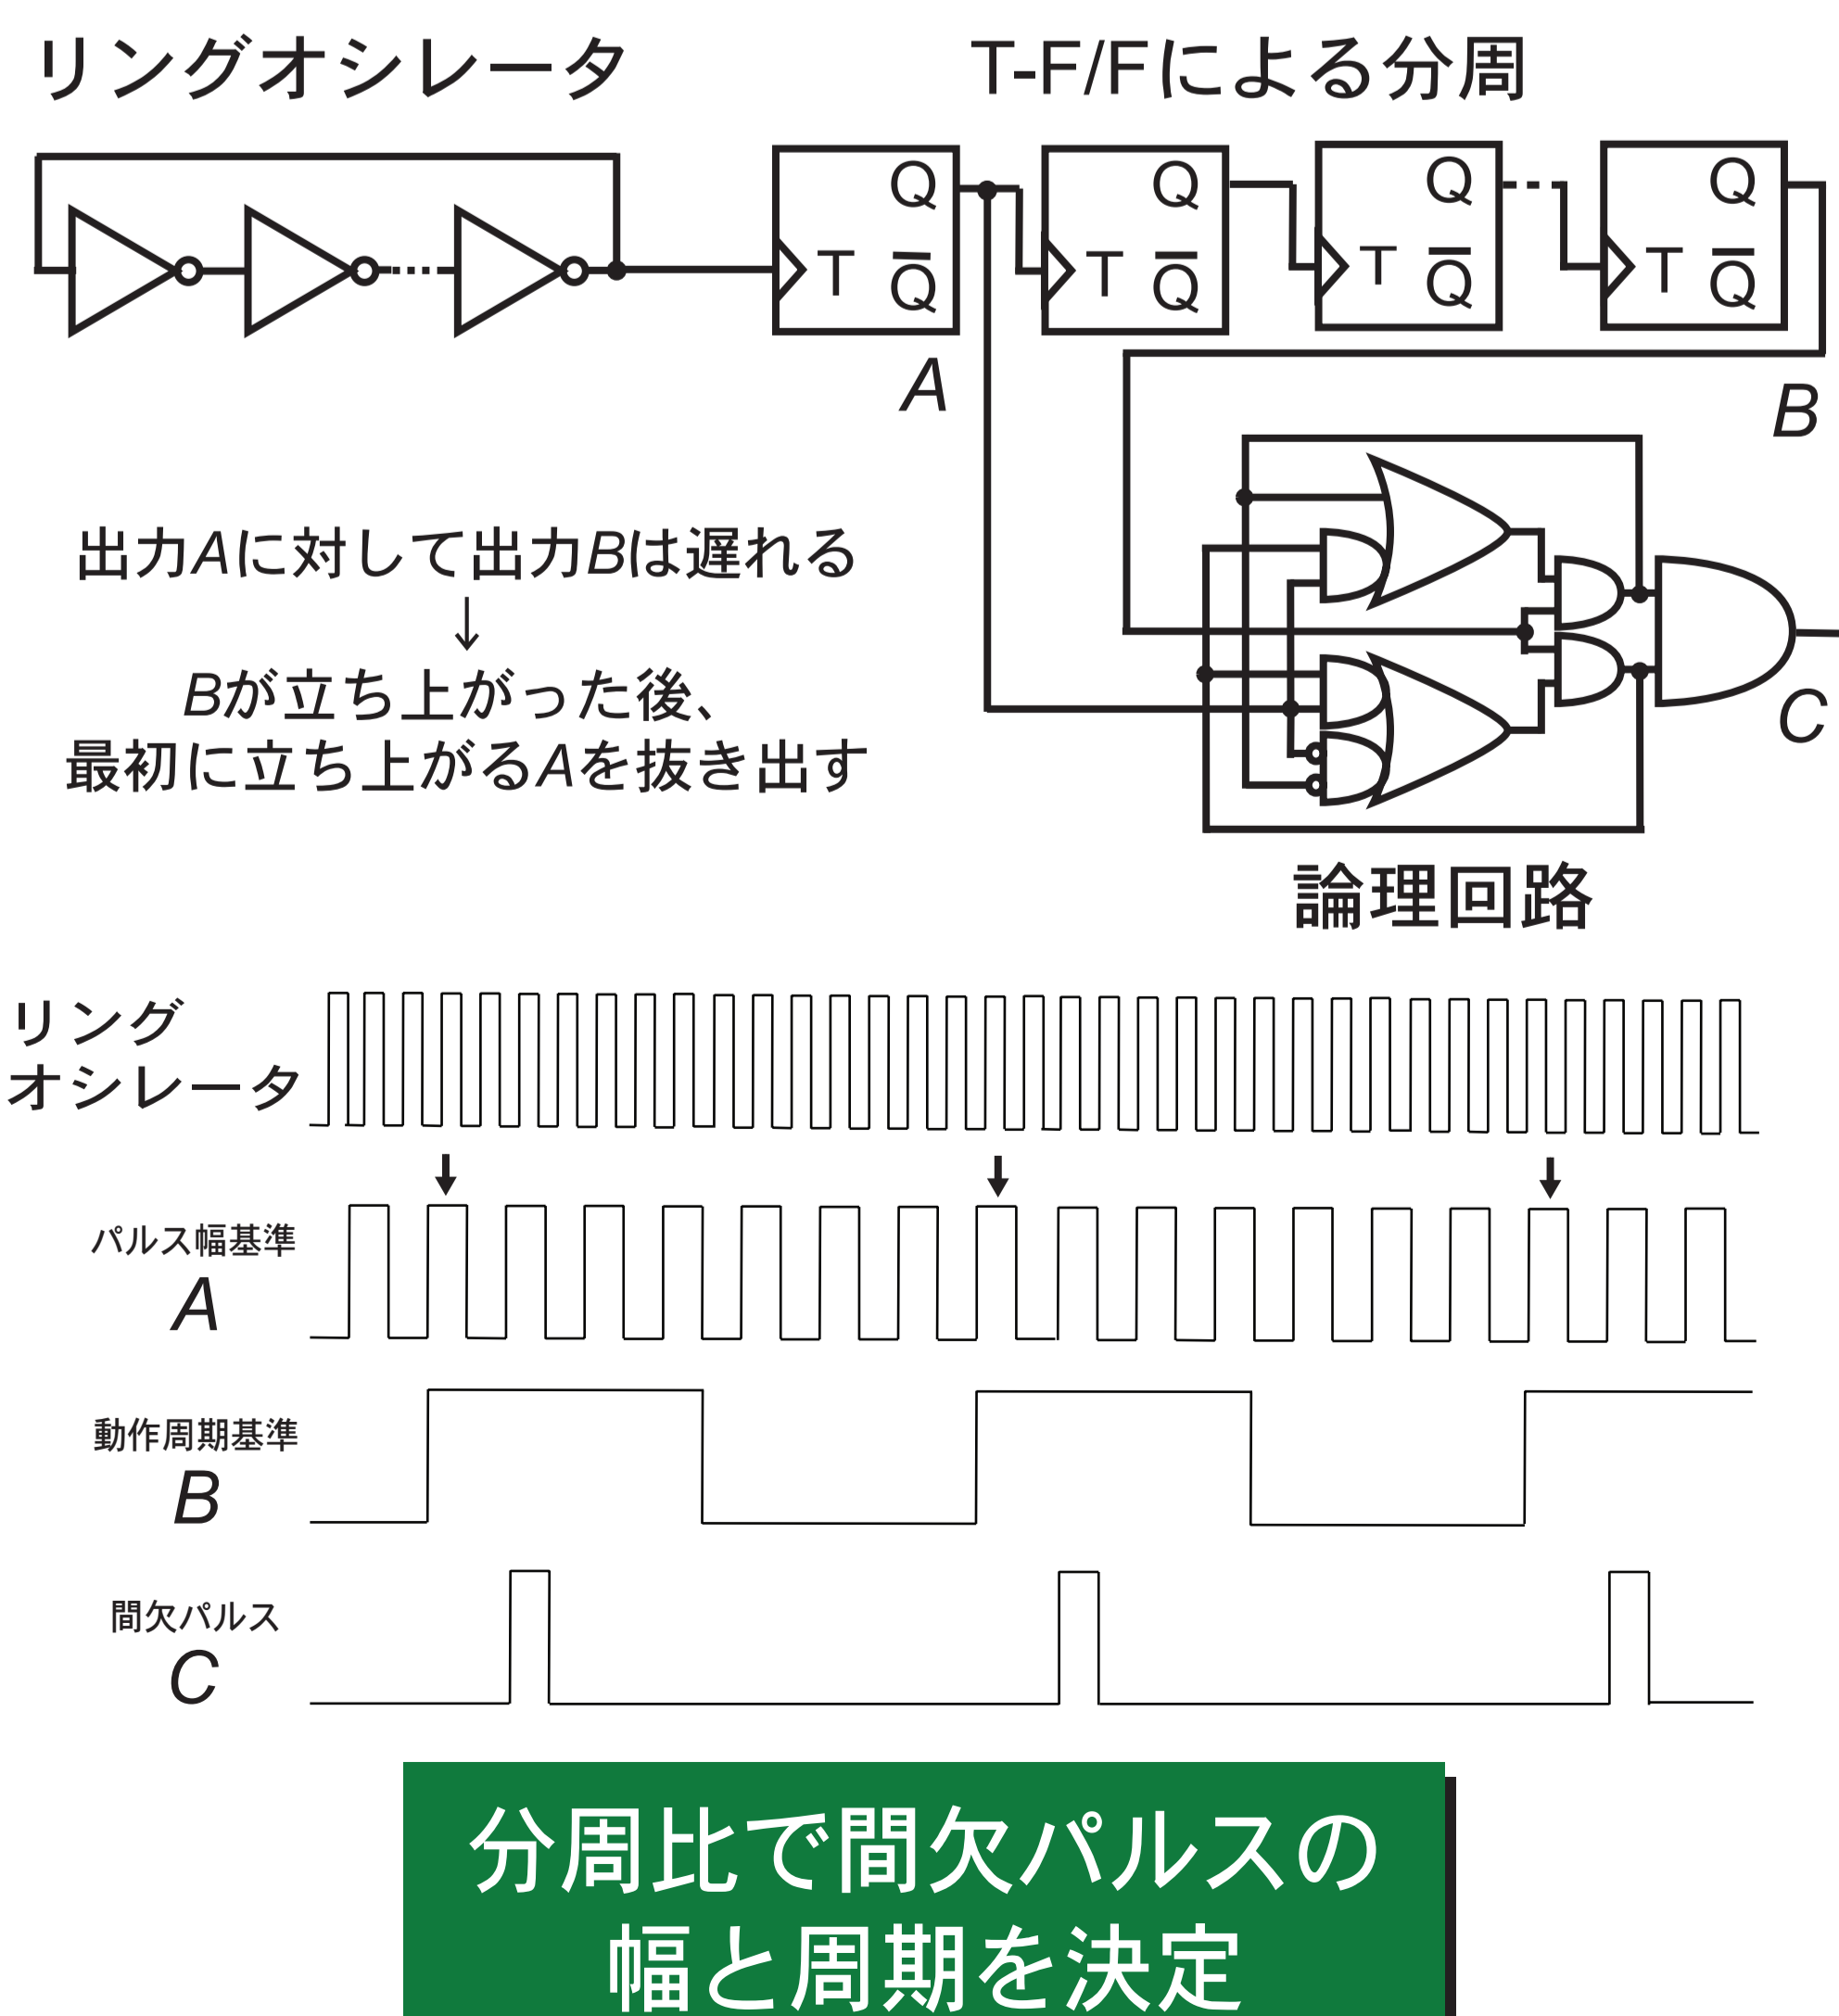 リングオシレータ
T-F/Fによる分周
Q
T
Q
Q
T
Q
Q
T
Q
Q
T
Q
A
B
出力Aに対して出力Bは遅れる
↓
Bが立ち上がった後、
最初に立ち上がるAを抜き出す
C
論理回路
リング
オシレータ
パルス幅基準
A
動作周期基準
B
間欠パルス
C
分周比で間欠パルスの
幅と周期を決定